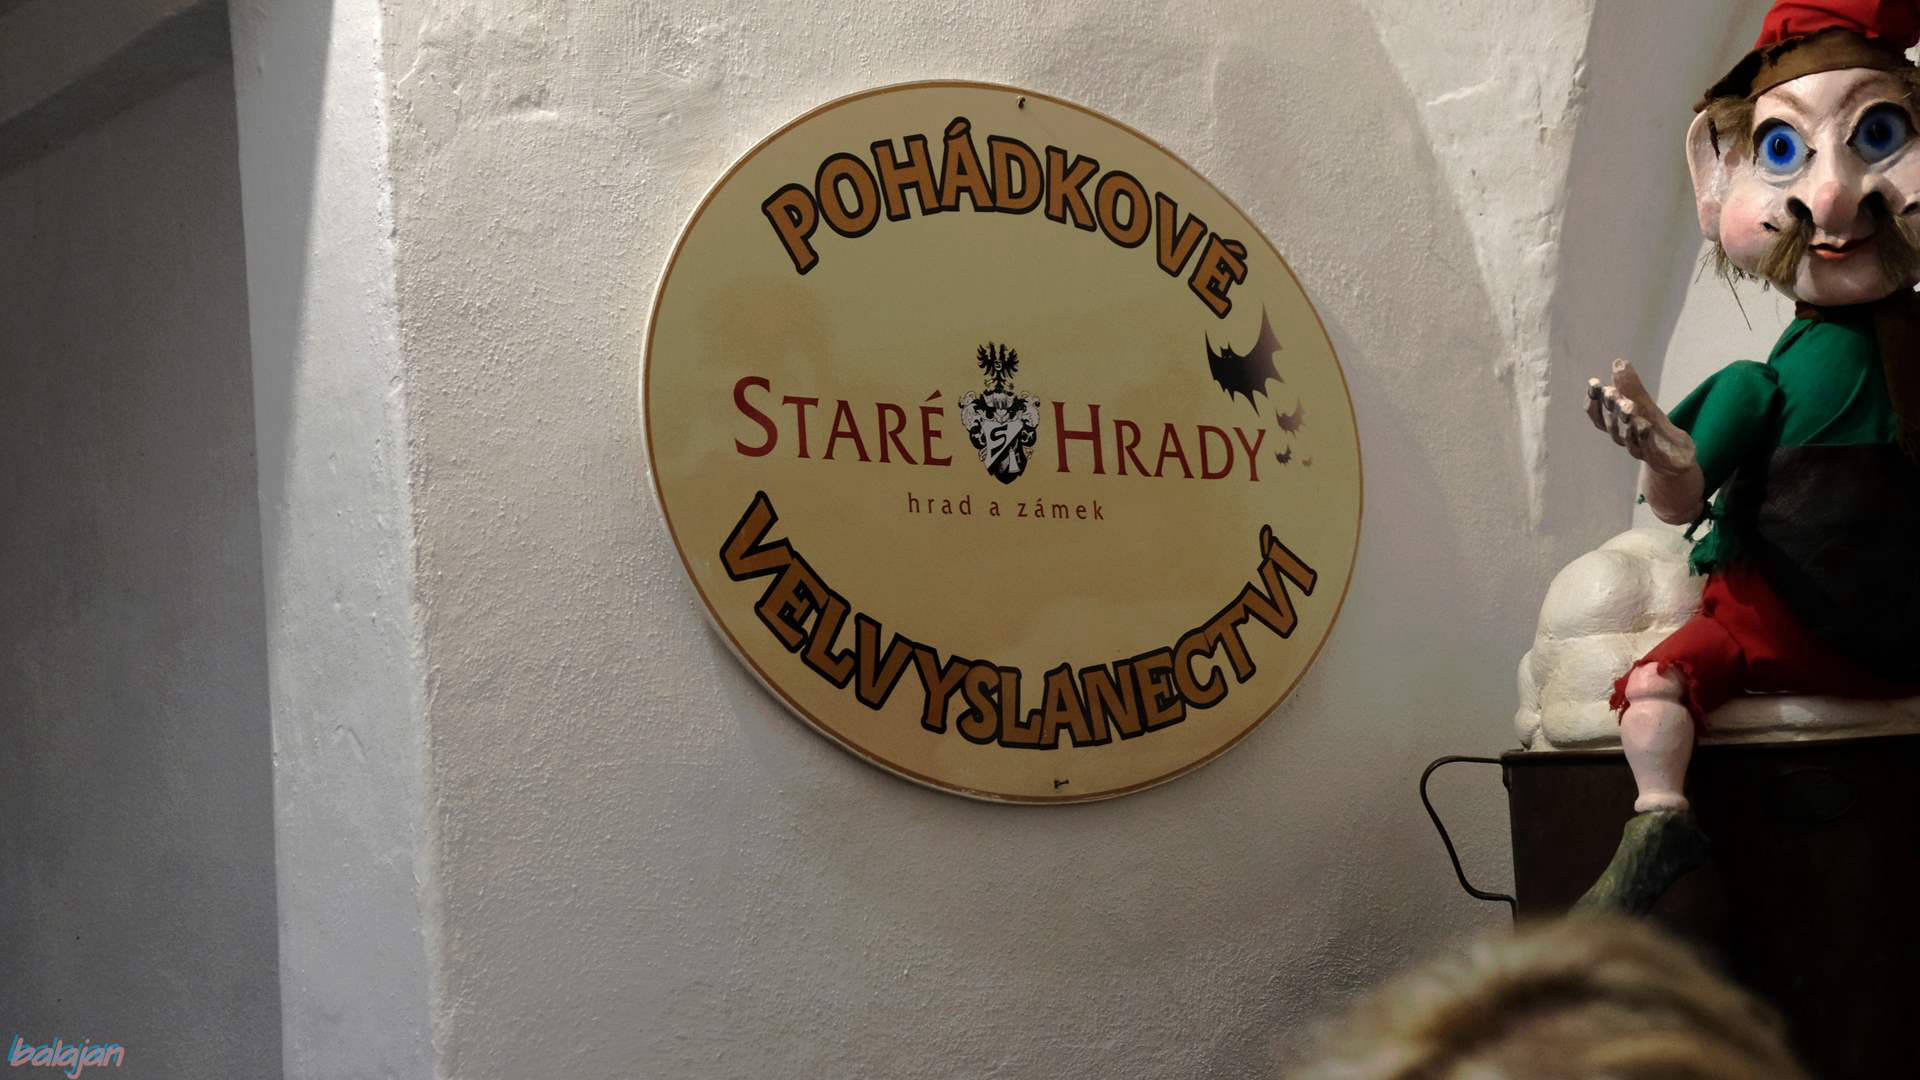 POHÁDKOVÉ
STARÉ HRADY
hrad a zámek
VELVYSLANECTVÍ
balajan